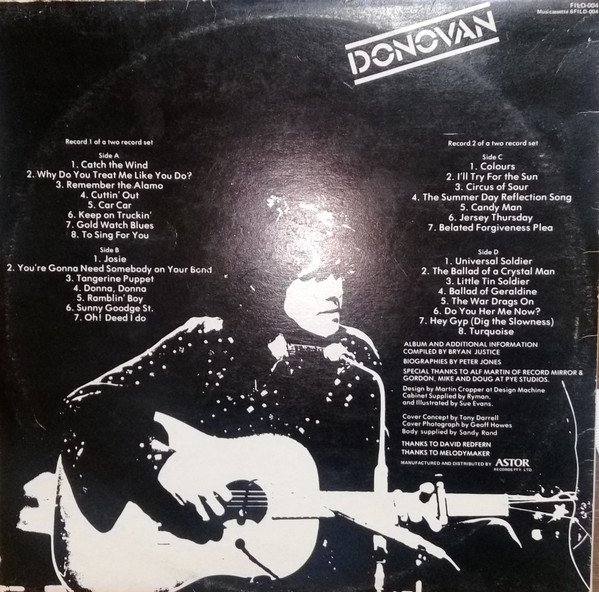 FILD-004
Musicassette 6FILD-004
DONOVAN
Record 1 of a two record set
Side A
1. Catch the Wind
2. Why Do You Treat Me Like You Do?
3. Remember the Alamo
4. Cuttin' Out
5. Car Car
6. Keep on Truckin'
7. Gold Watch Blues
8. To Sing For You
Side B
1. Josie
2. You're Gonna Need Somebody on Your Band
3. Tangerine Puppet
4. Donna, Donna
5. Ramblin' Boy
6. Sunny Goodge St.
7. Oh! Deed I do
Record 2 of a two record set
Side C
1. Colours
2. I'll Try For the Sun
3. Circus of Sour
4. The Summer Day Reflection Song
5. Candy Man
6. Jersey Thursday
7. Belated Forgiveness Plea
Side D
1. Universal Soldier
2. The Ballad of a Crystal Man
3. Little Tin Soldier
4. Ballad of Geraldine
5. The War Drags On
6. Do You Her Me Now?
7. Hey Gyp (Dig the Slowness)
8. Turquoise
ALBUM AND ADDITIONAL INFORMATION
COMPILED BY BRYAN JUSTICE
BIOGRAPHIES BY PETER JONES
SPECIAL THANKS TO ALF MARTIN OF RECORD MIRROR &
GORDON, MIKE AND DOUG AT PYE STUDIOS.
Design by Martin Cropper at Design Machine
Cabinet Supplied by Ryman,
and Illustrated by Sue Evans.
Cover Concept by Tony Darrell
Cover Photograph by Geoff Howes
Body supplied by Sandy Rand
THANKS TO DAVID REDFERN
THANKS TO MELODYMAKER
MANUFACTURED AND DISTRIBUTED BY ASTOR
RECORDS PTY. LTD.